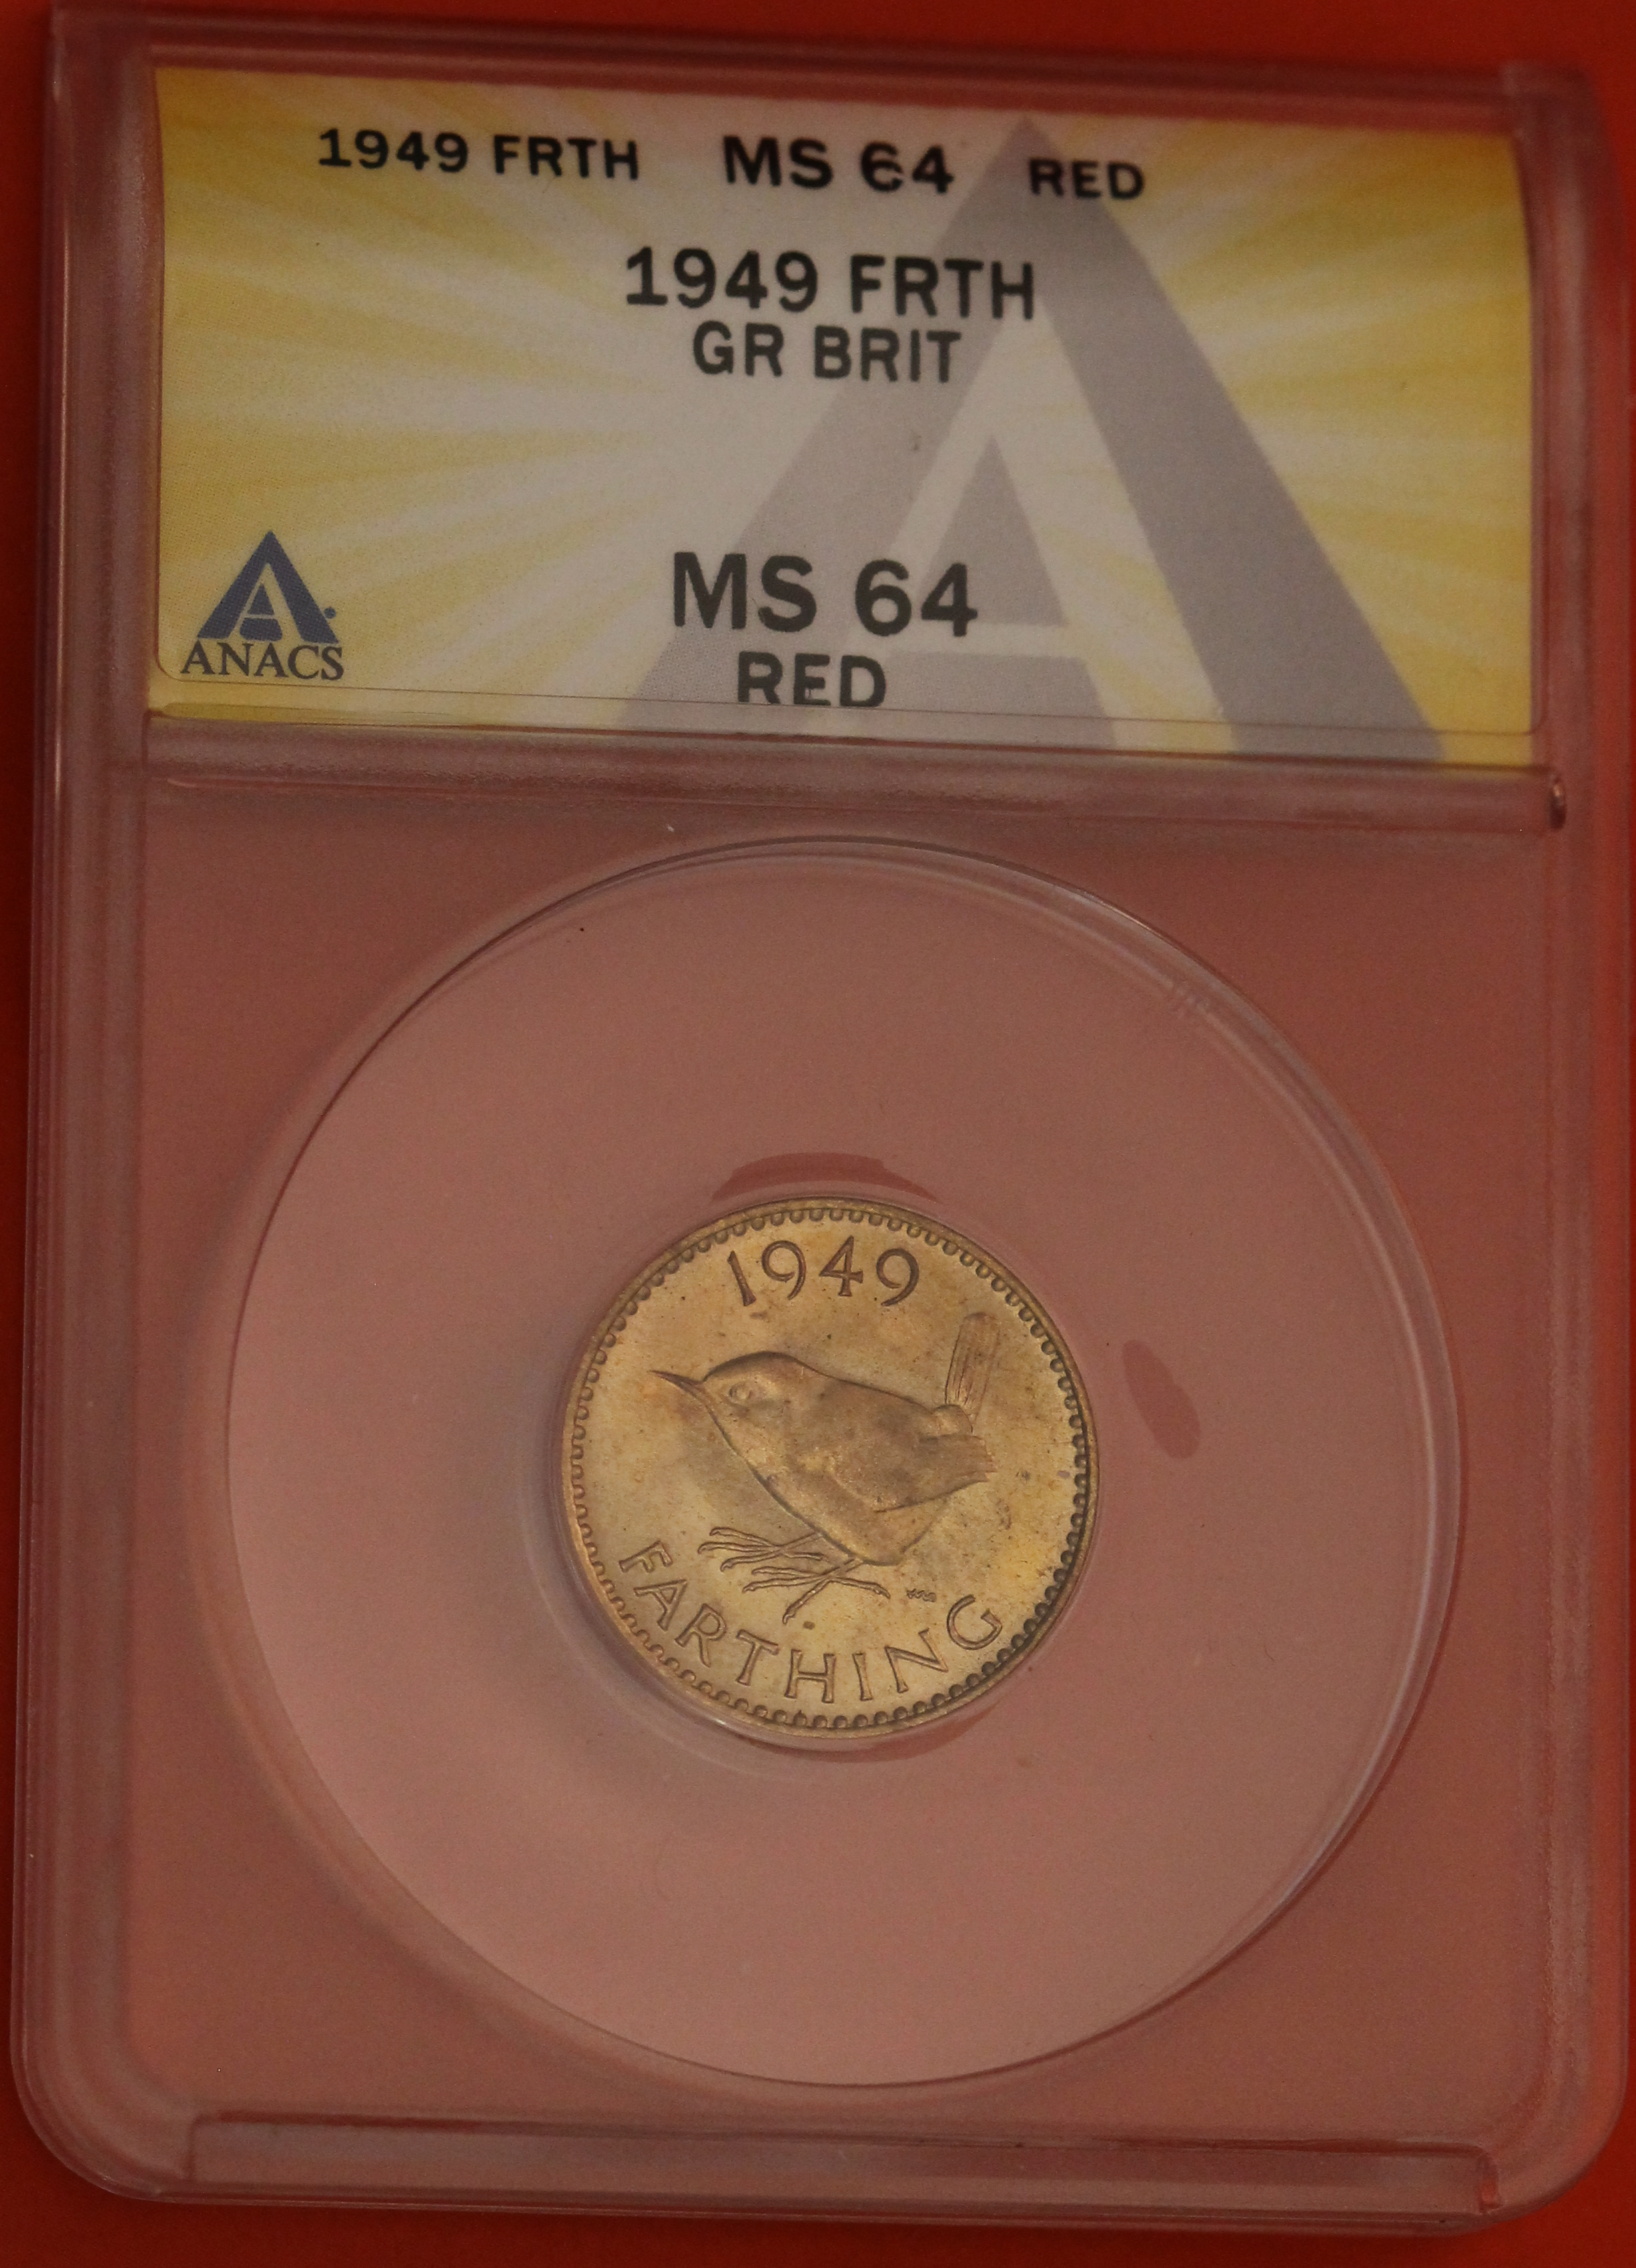 1949 FRTH MS 64 RED
1949 FRTH
GR BRIT
MS 64
RED
ANACS
1949
FARTHING